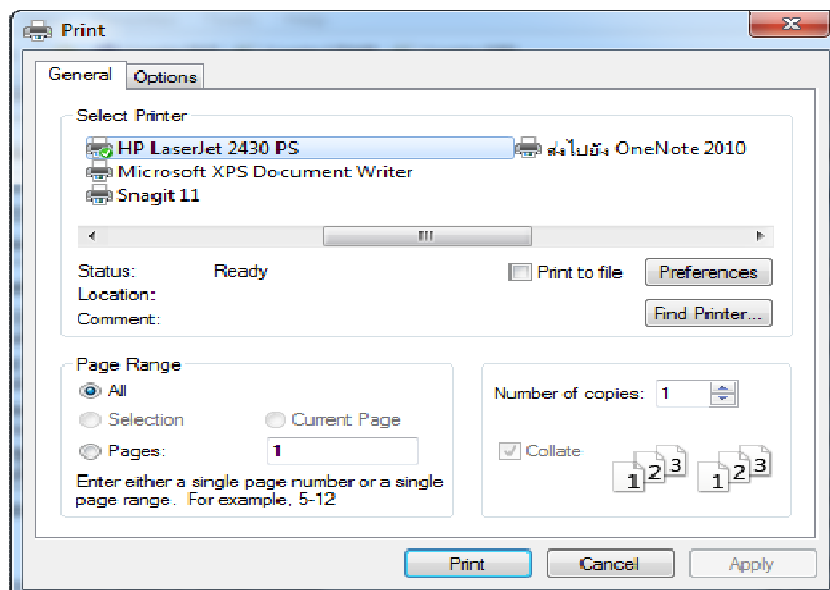 Print
General Options
Select Printer
HP LaserJet 2430 PS ส่งไปยัง OneNote 2010
Microsoft XPS Document Writer
Snagit 11
Status: Ready Print to file Preferences
Location:
Comment: Find Printer...
Page Range
All
Selection Current Page
Pages: 1
Enter either a single page number or a single
page range. For example, 5-12
Number of copies: 1
Collate
1 2 3 1 2 3
Print Cancel Apply